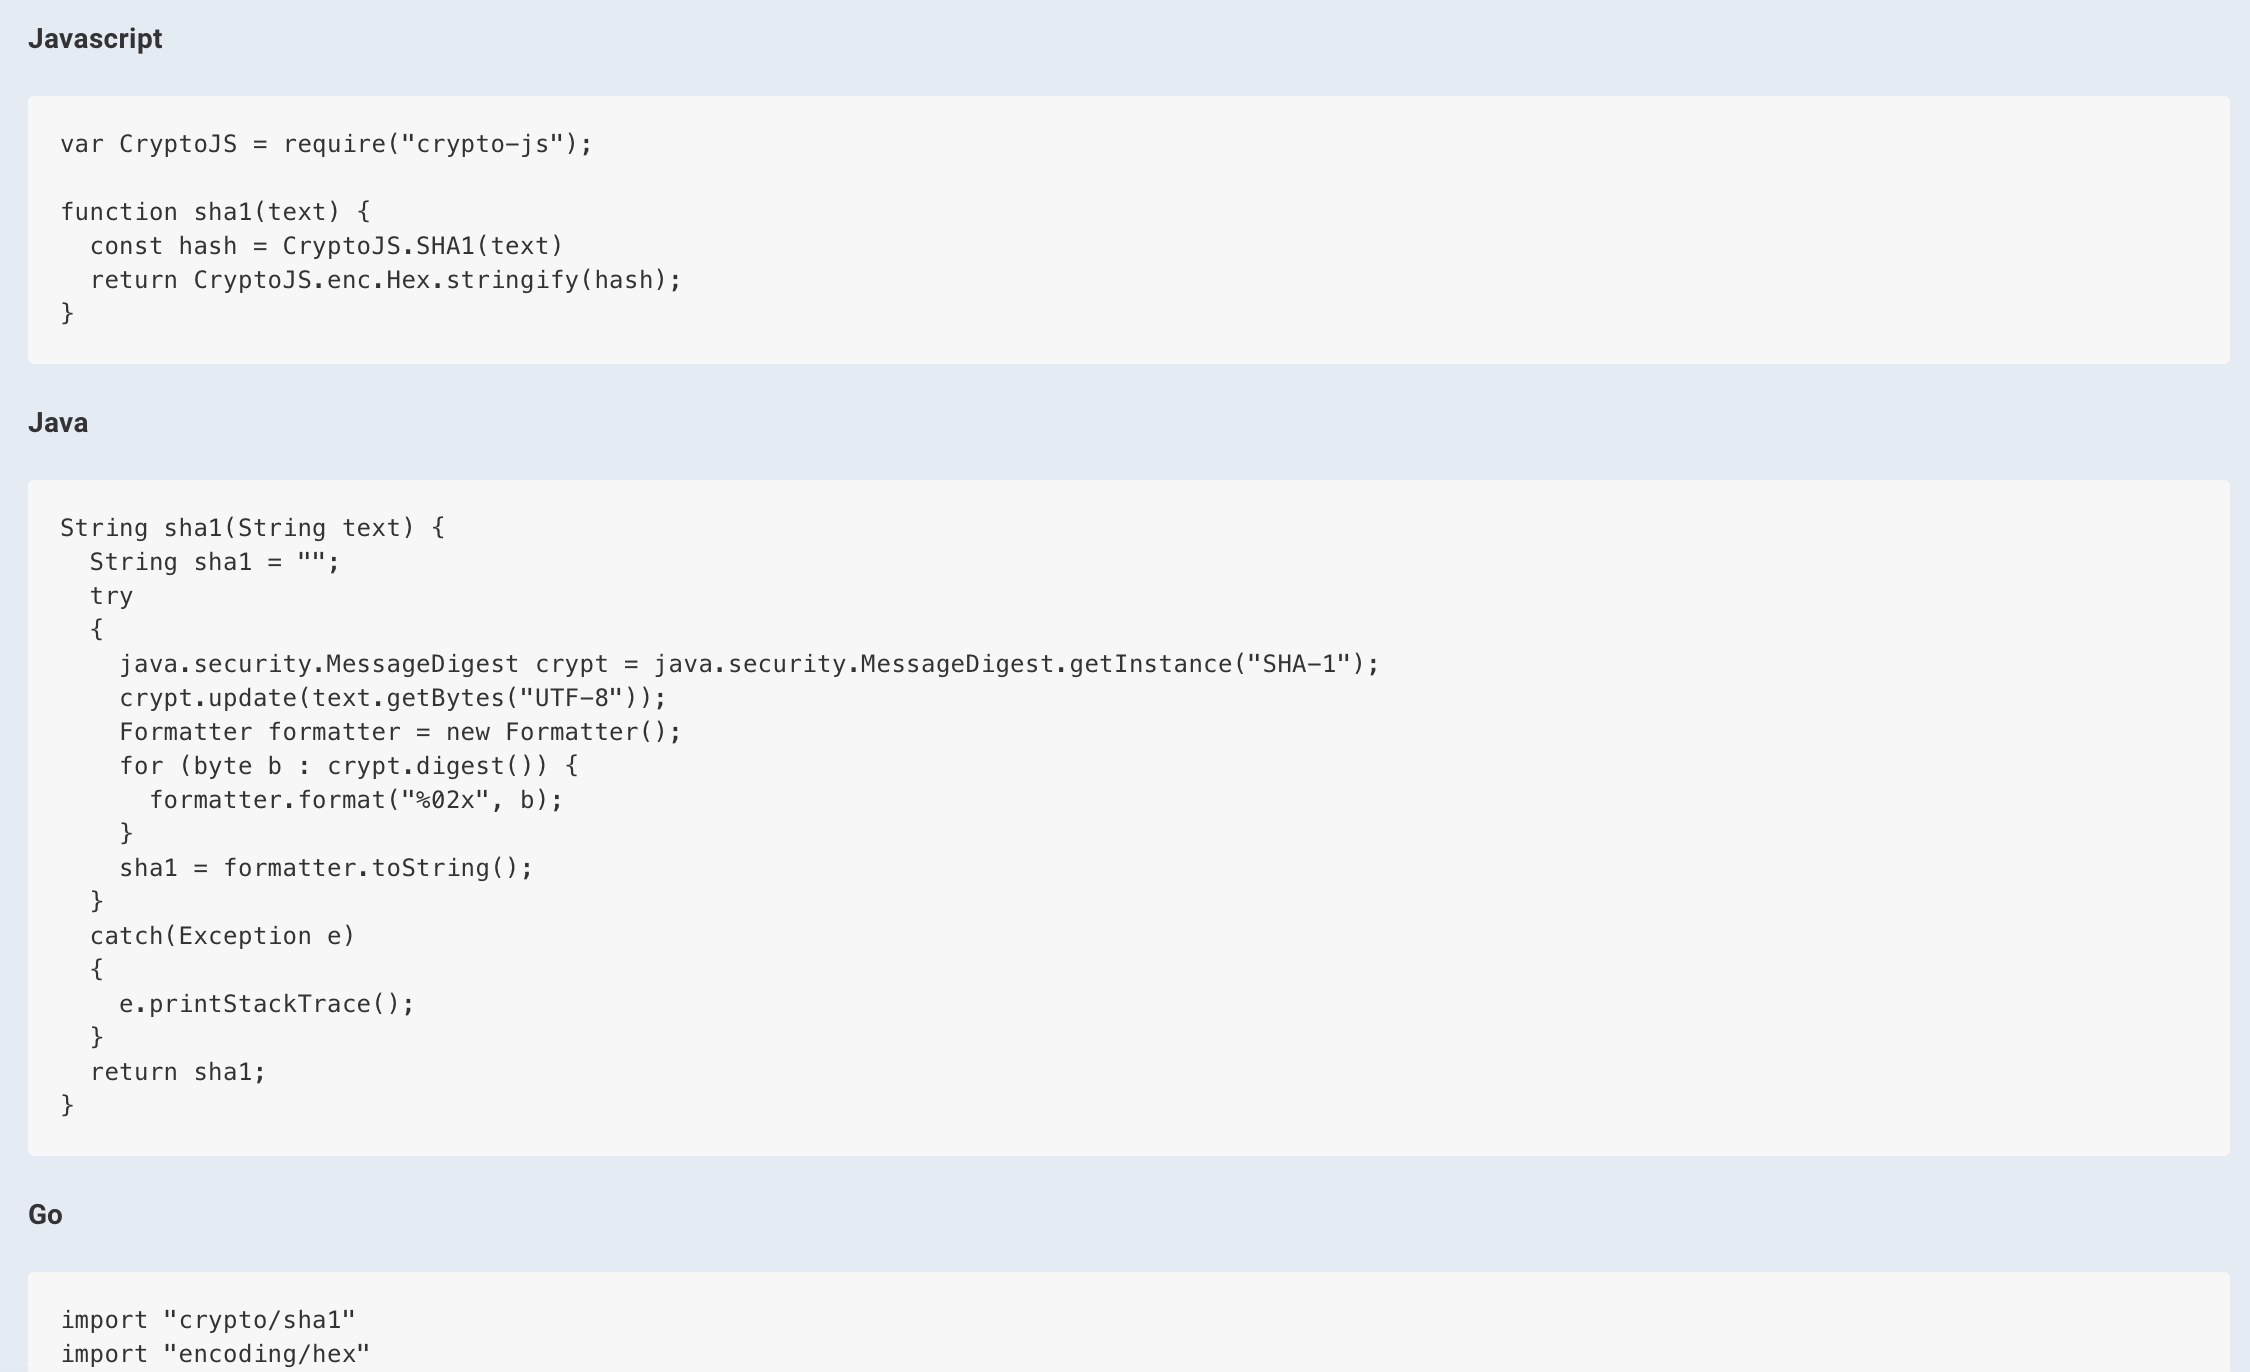 Javascript
var CryptoJS = require("crypto-js");
function sha1(text) {
  const hash = CryptoJS.SHA1(text)
  return CryptoJS.enc.Hex.stringify(hash);
}
Java
String sha1(String text) {
  String sha1 = "";
  try
  {
    java.security.MessageDigest crypt = java.security.MessageDigest.getInstance("SHA-1");
    crypt.update(text.getBytes("UTF-8"));
    Formatter formatter = new Formatter();
    for (byte b : crypt.digest()) {
      formatter.format("%02x", b);
    }
    sha1 = formatter.toString();
  }
  catch(Exception e)
  {
    e.printStackTrace();
  }
  return sha1;
}
Go
import "crypto/sha1"
import "encoding/hex"